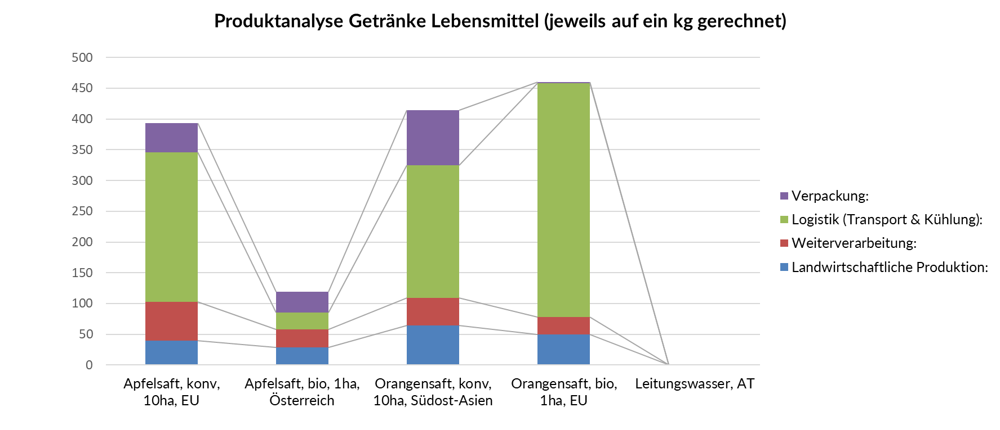 Produktanalyse Getränke Lebensmittel (jeweils auf ein kg gerechnet)
500
450
400
350
300
250
200
150
100
50
0
Apfelsaft, konv,
10ha, EU
Apfelsaft, bio, 1ha,
Österreich
Orangensaft, konv,
10ha, Südost-Asien
Orangensaft, bio,
1ha, EU
Leitungswasser, AT
Verpackung:
Logistik (Transport & Kühlung):
Weiterverarbeitung:
Landwirtschaftliche Produktion: